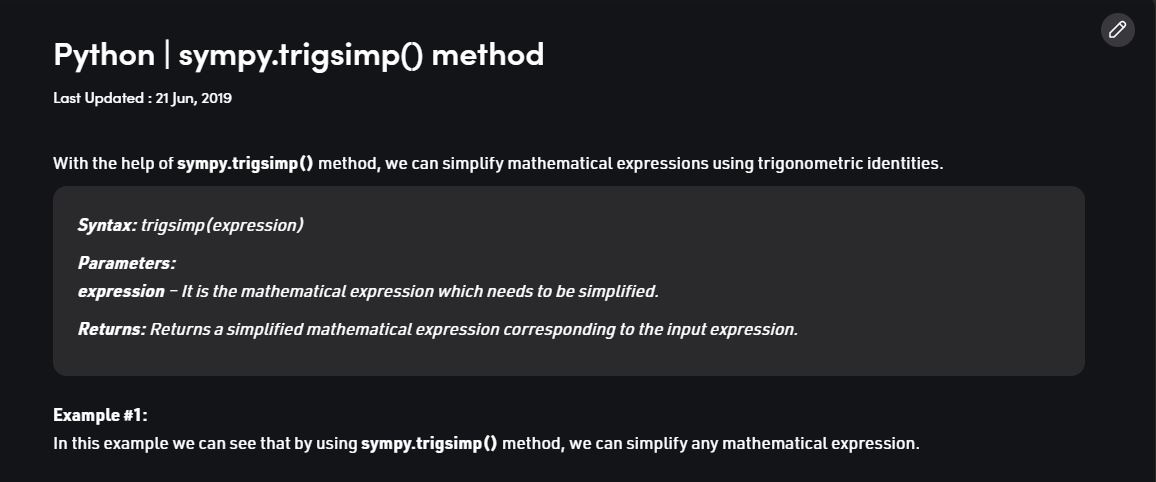 Python | sympy.trigsimp() method
Last Updated : 21 Jun, 2019
With the help of sympy.trigsimp() method, we can simplify mathematical expressions using trigonometric identities.
Syntax: trigsimp(expression)
Parameters:
expression – It is the mathematical expression which needs to be simplified.
Returns: Returns a simplified mathematical expression corresponding to the input expression.
Example #1:
In this example we can see that by using sympy.trigsimp() method, we can simplify any mathematical expression.